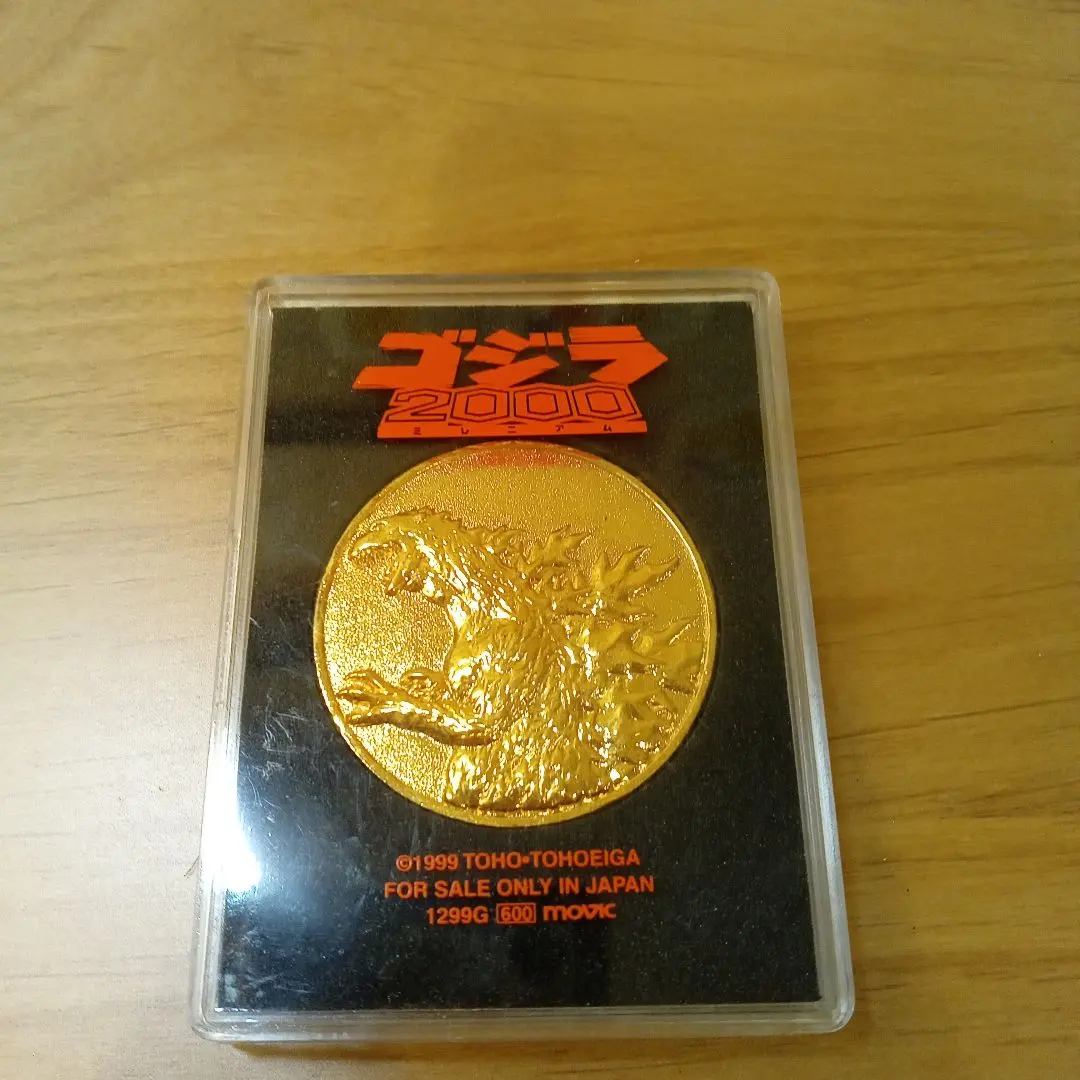 ゴジラ
2000
ミレニアム
©1999 TOHO•TOHOEIGA
FOR SALE ONLY IN JAPAN
1299G 600 movic